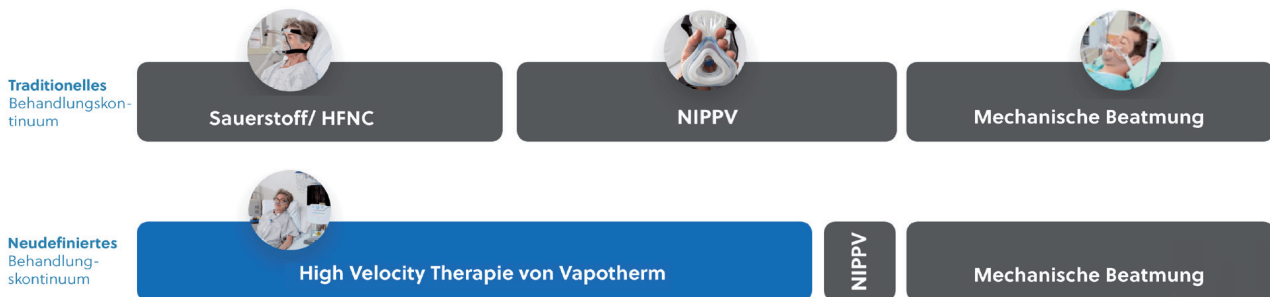 Traditionelles
Behandlungskon-
tinuum
Sauerstoff/ HFNC
NIPPV
Mechanische Beatmung
Neudefiniertes
Behandlung-
skontinuum
High Velocity Therapie von Vapotherm
NIPPV
Mechanische Beatmung